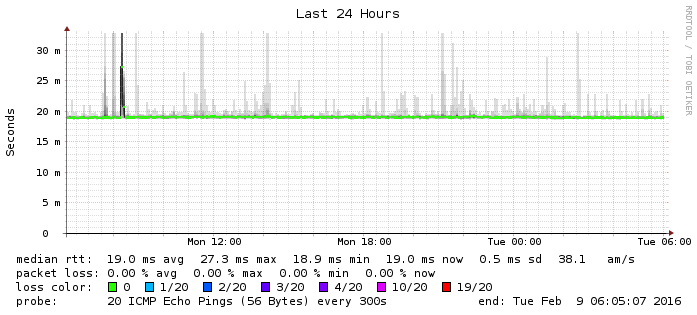 Last 24 Hours
RRDTOOL / TOBI OETIKER
Seconds
30 m
25 m
20 m
15 m
10 m
5 m
0
Mon 12:00 Mon 18:00 Tue 00:00 Tue 06:00
median rtt: 19.0 ms avg 27.3 ms max 18.9 ms min 19.0 ms now 0.5 ms sd 38.1 am/s
packet loss: 0.00 % avg 0.00 % max 0.00 % min 0.00 % now
loss color: 0 1/20 2/20 3/20 4/20 10/20 19/20
probe: 20 ICMP Echo Pings (56 Bytes) every 300s end: Tue Feb 9 06:05:07 2016